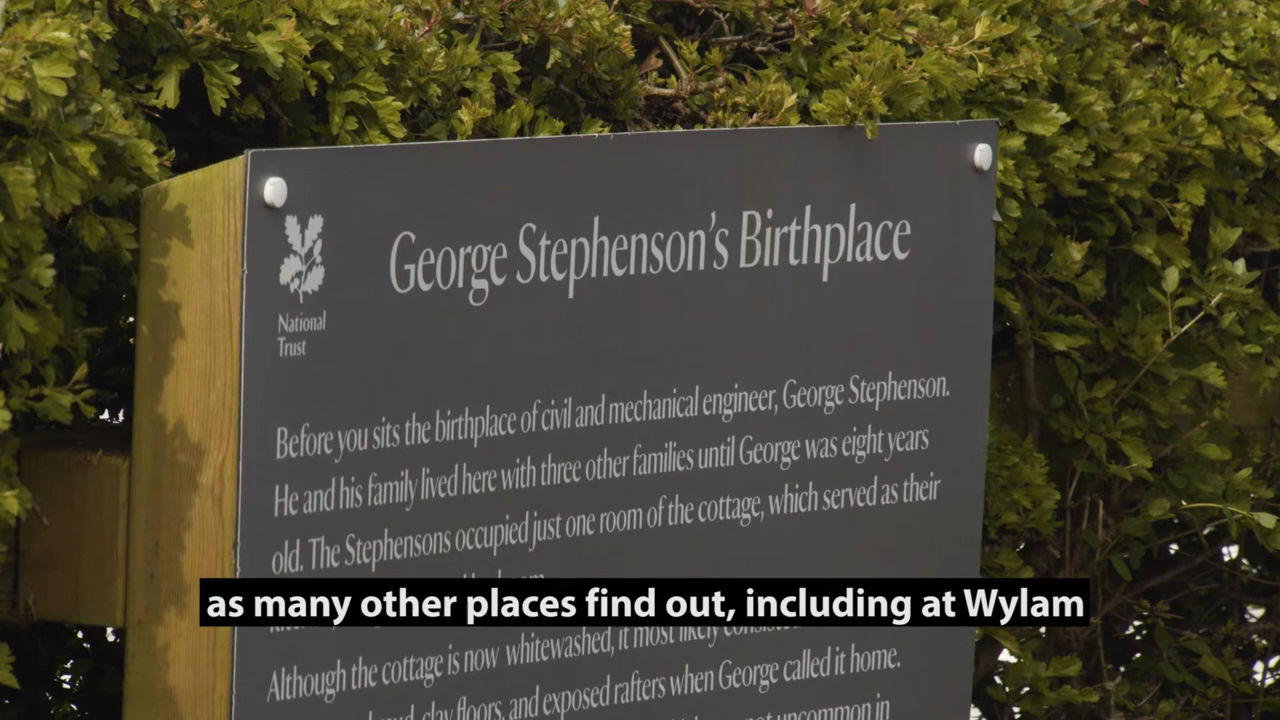 George Stephenson's Birthplace
National
Trust
Before you sits the birthplace of civil and mechanical engineer, George Stephenson.
He and his family lived here with three other families until George was eight years
old. The Stephensons occupied just one room of the cottage, which served as their
as many other places find out, including at Wylam
Although the cottage is now whitewashed, it most likely
clay floors, and exposed rafters when George called it home.
not uncommon in